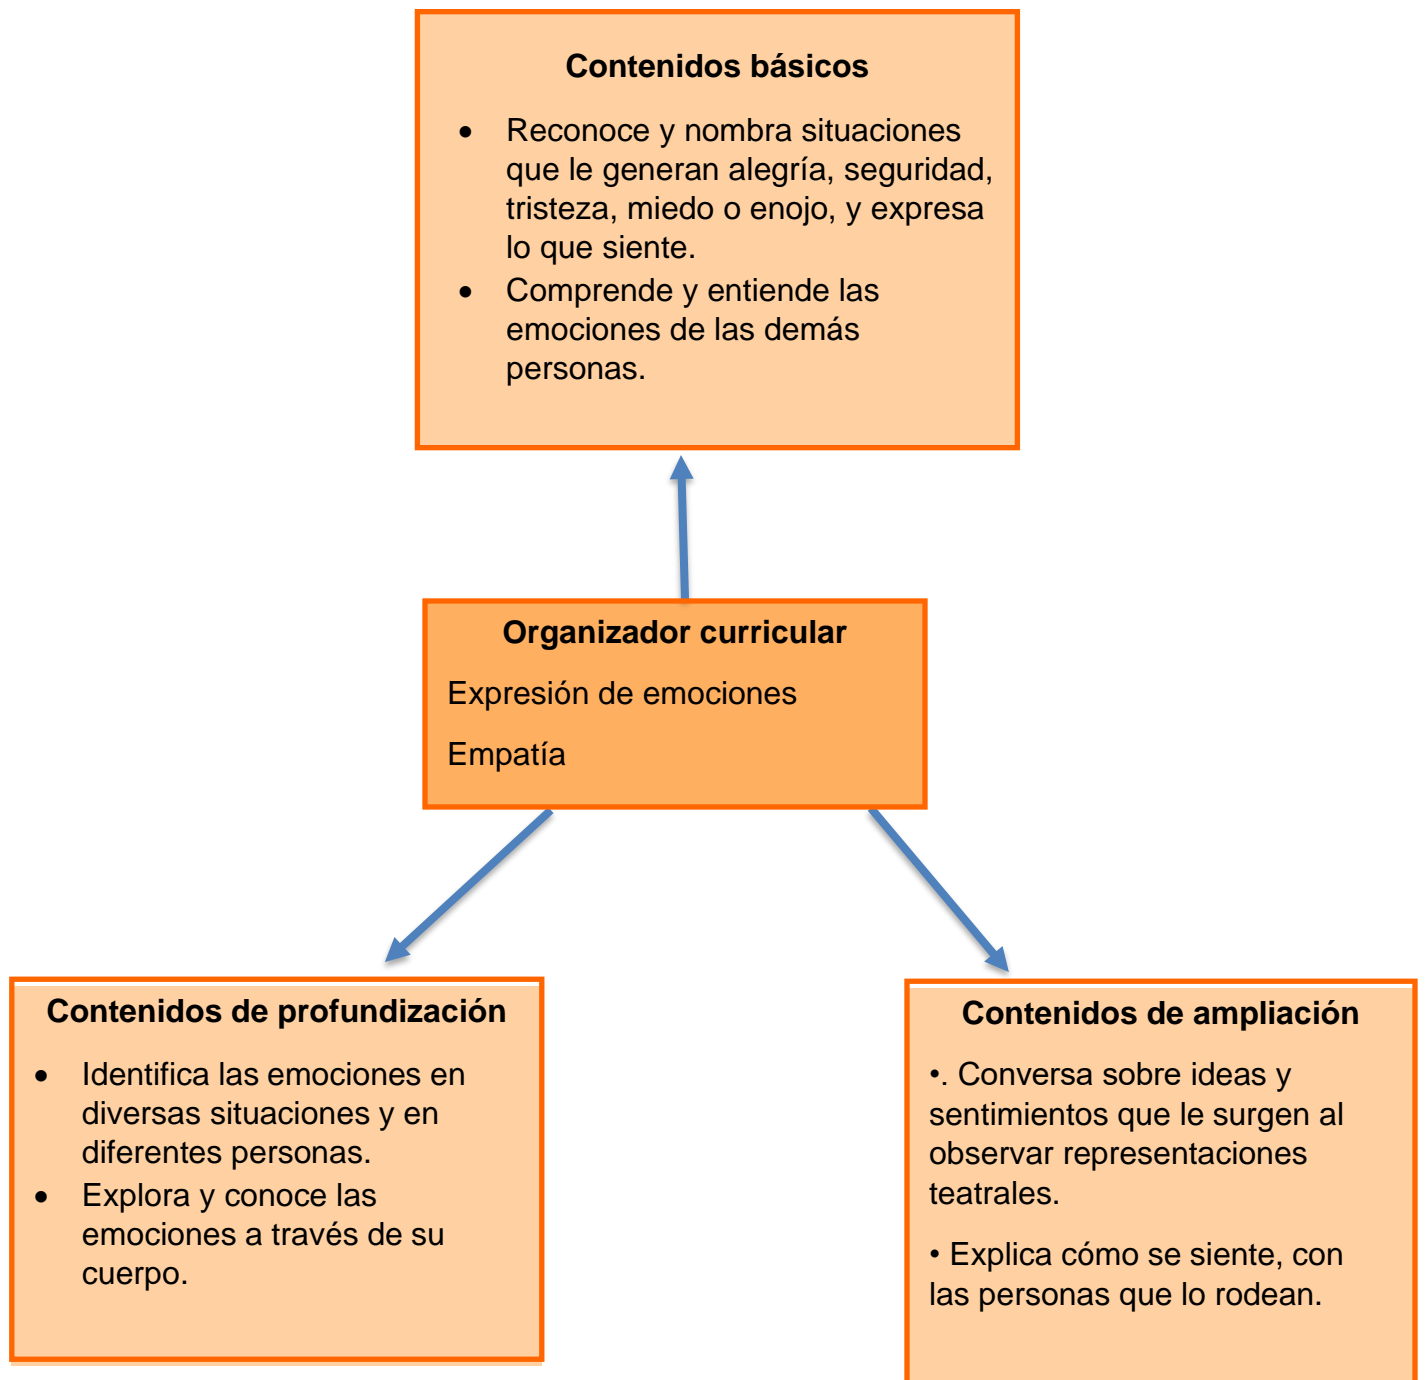 Contenidos básicos
• Reconoce y nombra situaciones
que le generan alegría, seguridad,
tristeza, miedo o enojo, y expresa
lo que siente.
• Comprende y entiende las
emociones de las demás
personas.
Organizador curricular
Expresión de emociones
Empatía
Contenidos de profundización
• Identifica las emociones en
diversas situaciones y en
diferentes personas.
• Explora y conoce las
emociones a través de su
cuerpo.
Contenidos de ampliación
•. Conversa sobre ideas y
sentimientos que le surgen al
observar representaciones
teatrales.
• Explica cómo se siente, con
las personas que lo rodean.